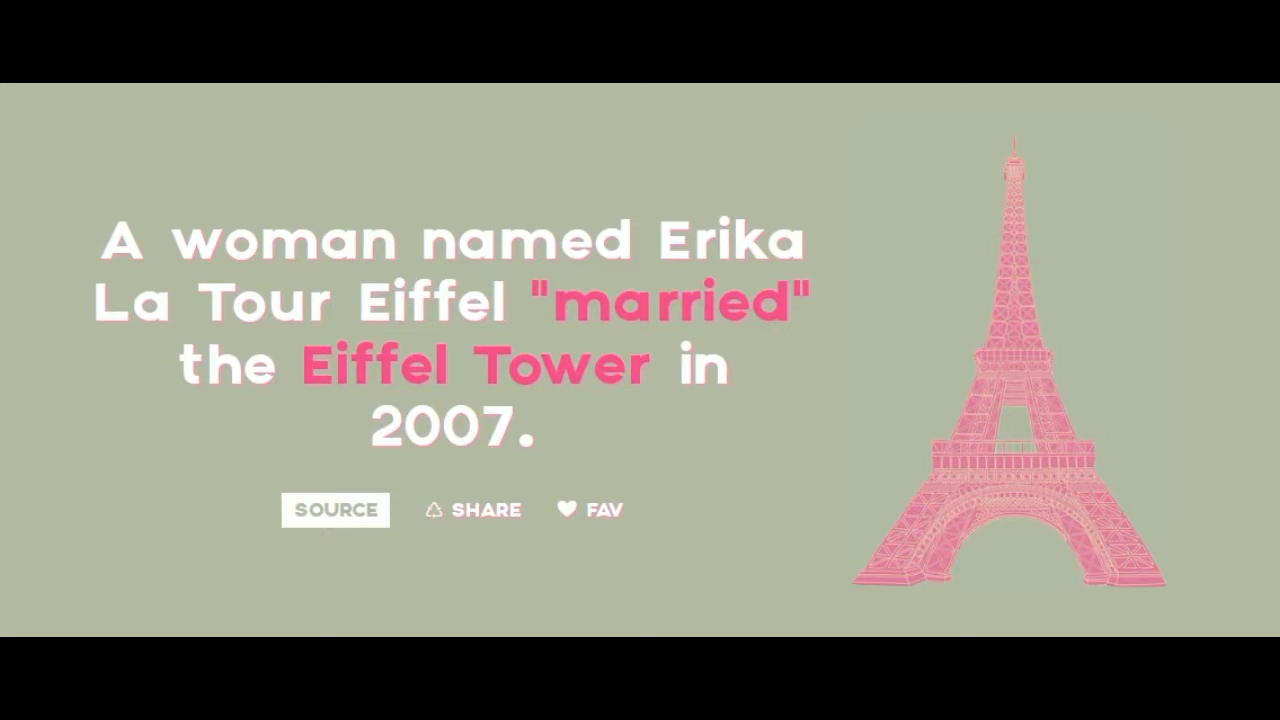 A woman named Erika
La Tour Eiffel "married"
the Eiffel Tower in
2007.
SOURCE SHARE FAV